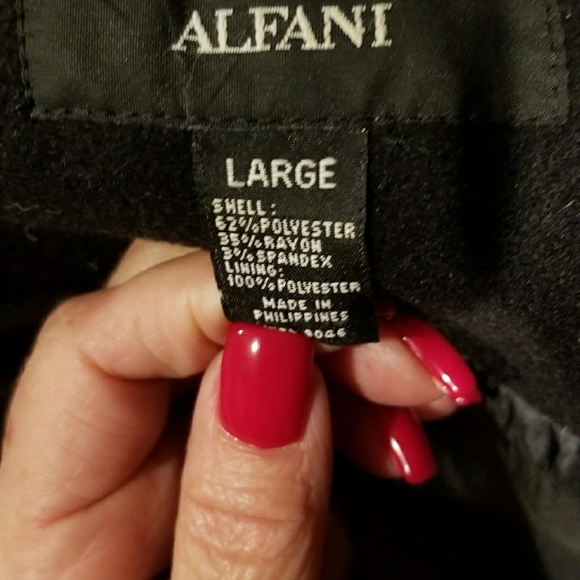 ALFANI
LARGE
SHELL:
62%POLYESTER
35%RAYON
3%SPANDEX
LINING:
100%POLYESTER
MADE IN
PHILIPPINES